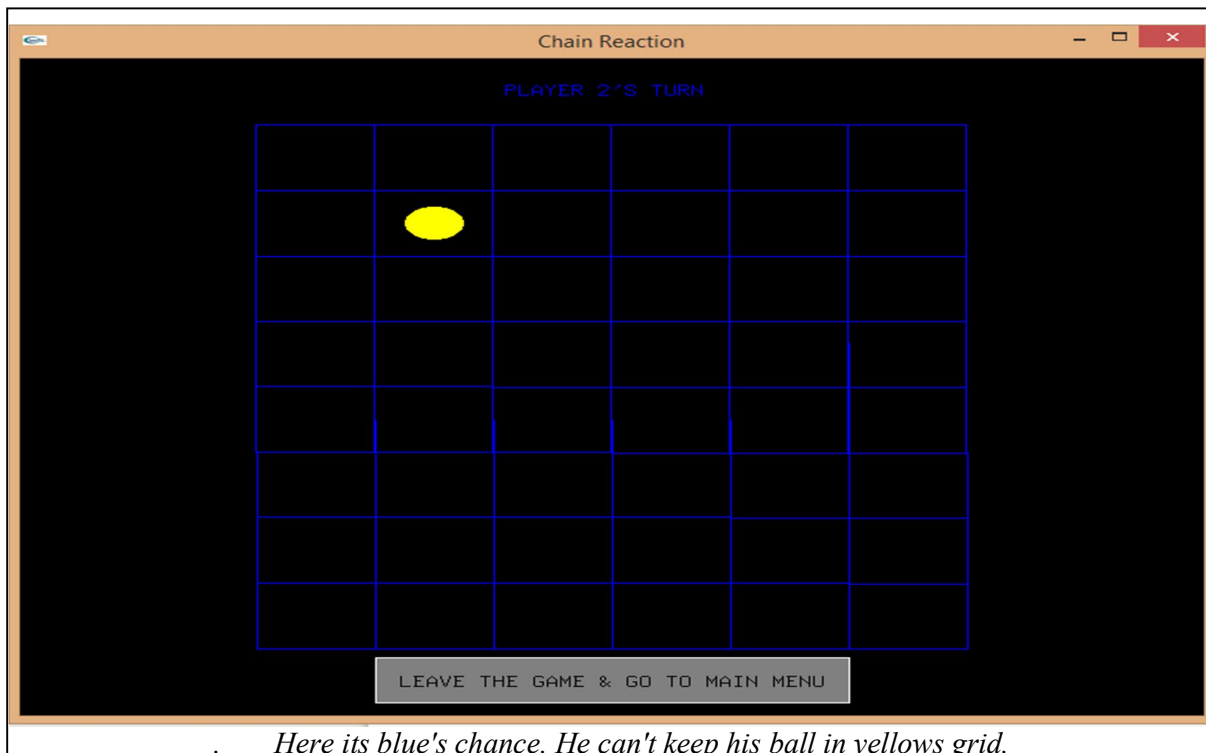 Chain Reaction
PLAYER 2'S TURN
LEAVE THE GAME & GO TO MAIN MENU
. Here its blue's chance. He can't keep his ball in yellows grid.